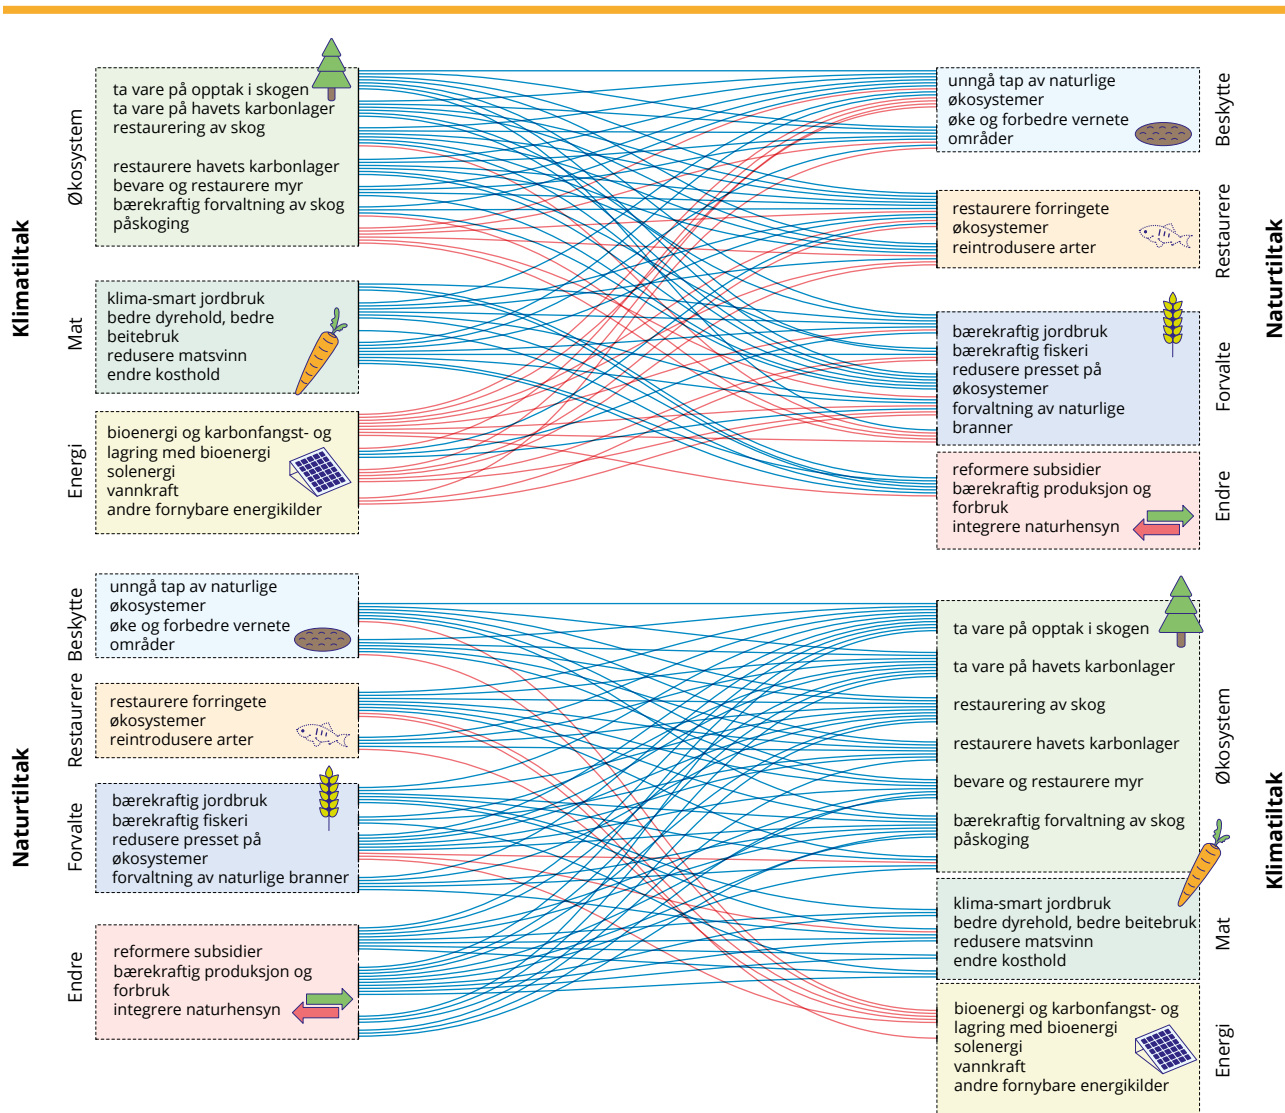 Klimatiltak
Økosystem
ta vare på opptak i skogen
ta vare på havets karbonlager
restaurering av skog
restaurere havets karbonlager
bevare og restaurere myr
bærekraftig forvaltning av skog
påskoging
Mat
klima-smart jordbruk
bedre dyrehold, bedre
beitebruk
redusere matsvinn
endre kosthold
Energi
bioenergi og karbonfangst- og
lagring med bioenergi
solenergi
vannkraft
andre fornybare energikilder
Naturtiltak
Beskytte
unngå tap av naturlige
økosystemer
øke og forbedre vernete
områder
Restaurere
restaurere forringete
økosystemer
reintrodusere arter
Forvalte
bærekraftig jordbruk
bærekraftig fiskeri
redusere presset på
økosystemer
forvaltning av naturlige
branner
Endre
reformere subsidier
bærekraftig produksjon og
forbruk
integrere naturhensyn
Naturtiltak
Beskytte
unngå tap av naturlige
økosystemer
øke og forbedre vernete
områder
Restaurere
restaurere forringete
økosystemer
reintrodusere arter
Forvalte
bærekraftig jordbruk
bærekraftig fiskeri
redusere presset på
økosystemer
forvaltning av naturlige branner
Endre
reformere subsidier
bærekraftig produksjon og
forbruk
integrere naturhensyn
Klimatiltak
Økosystem
ta vare på opptak i skogen
ta vare på havets karbonlager
restaurering av skog
restaurere havets karbonlager
bevare og restaurere myr
bærekraftig forvaltning av skog
påskoging
Mat
klima-smart jordbruk
bedre dyrehold, bedre beitebruk
redusere matsvinn
endre kosthold
Energi
bioenergi og karbonfangst- og
lagring med bioenergi
solenergi
vannkraft
andre fornybare energikilder